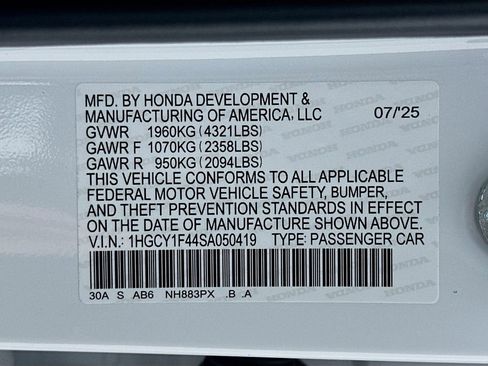 MFD. BY HONDA DEVELOPMENT &
MANUFACTURING OF AMERICA, LLC 07/'25
GVWR 1960KG (4321LBS)
GAWR F 1070KG (2358LBS)
GAWR R 950KG (2094LBS)
THIS VEHICLE CONFORMS TO ALL APPLICABLE
FEDERAL MOTOR VEHICLE SAFETY, BUMPER,
AND THEFT PREVENTION STANDARDS IN EFFECT
ON THE DATE OF MANUFACTURE SHOWN ABOVE.
V.I.N.: 1HGCY1F44SA050419 TYPE: PASSENGER CAR
30A S AB6 NH883PX .B .A